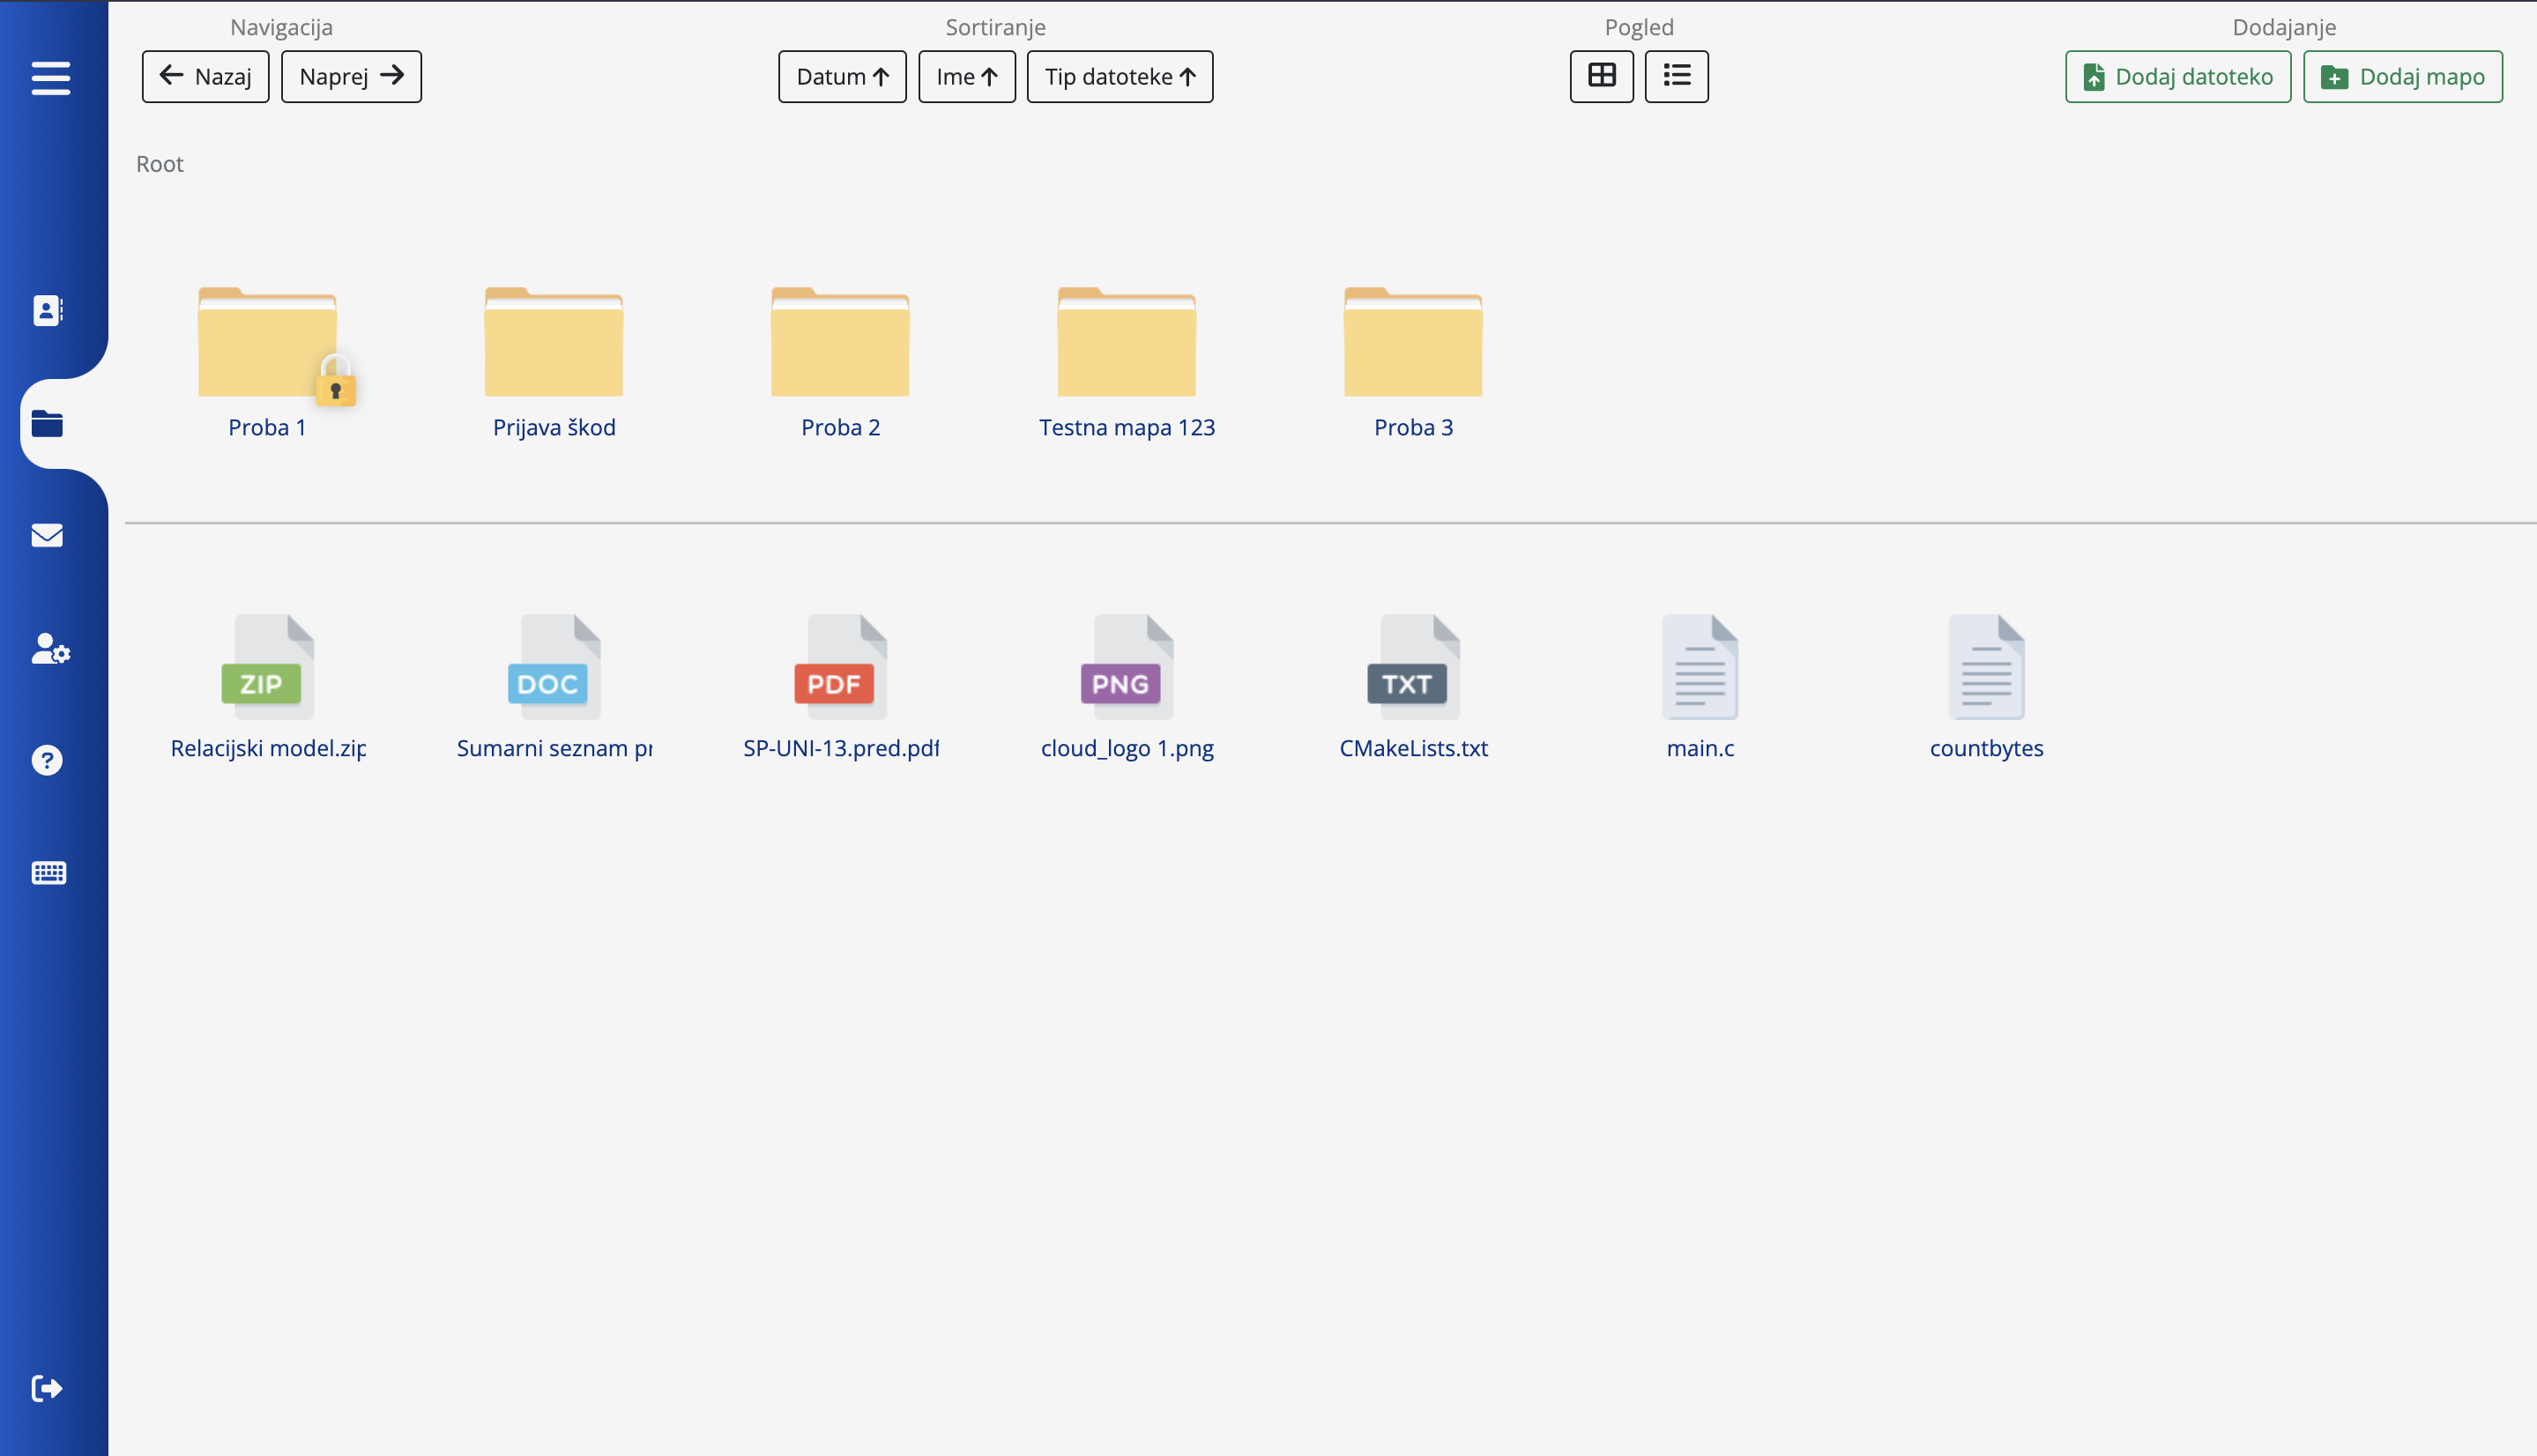 Navigacija
Sortiranje
Pogled
Dodajanje
Nazaj
Naprej
Datum
Ime
Tip datoteke
Dodaj datoteko
Dodaj mapo
Root
Proba 1
Prijava škod
Proba 2
Testna mapa 123
Proba 3
ZIP
DOC
PDF
PNG
TXT
Relacijski model.zip
Sumarni seznam pr
SP-UNI-13.pred.pdf
cloud_logo 1.png
CMakeLists.txt
main.c
countbytes